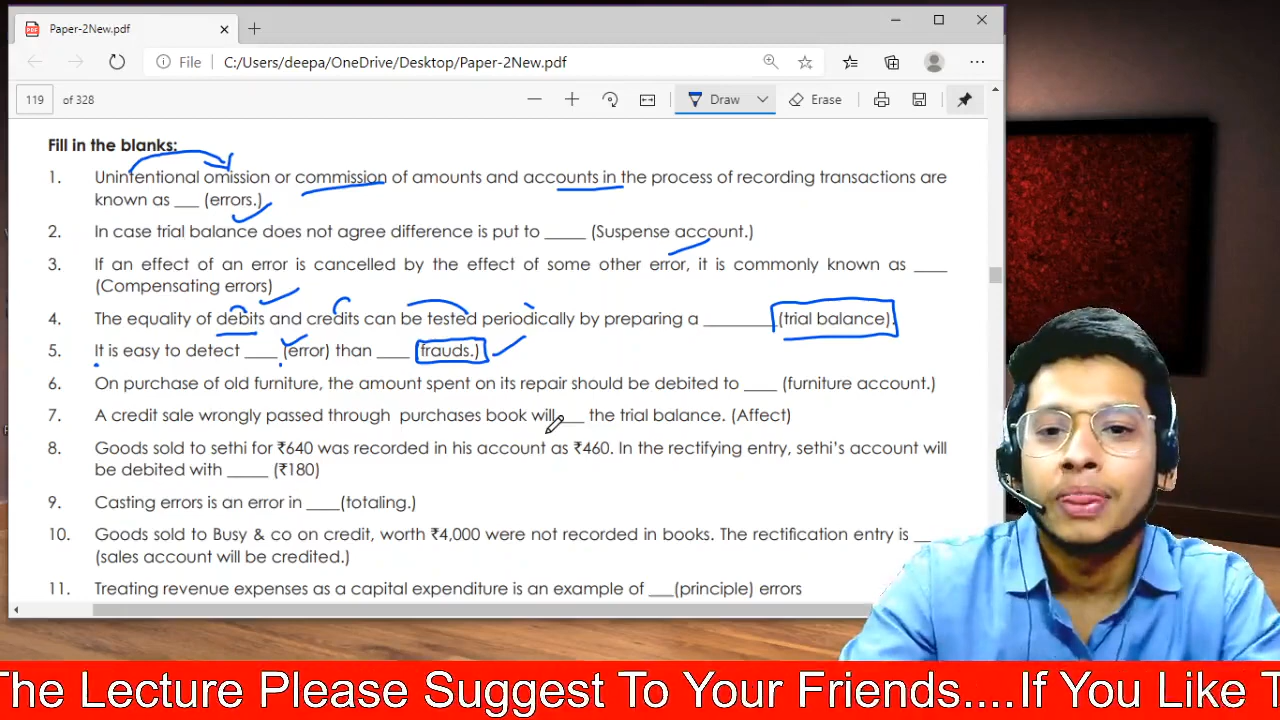 Paper-2New.pdf
File
C:/Users/deepa/OneDrive/Desktop/Paper-2New.pdf
119 of 328
Draw
Erase
Fill in the blanks:
1. Unintentional omission or commission of amounts and accounts in the process of recording transactions are
known as ___ (errors.)
2. In case trial balance does not agree difference is put to _____ (Suspense account.)
3. If an effect of an error is cancelled by the effect of some other error, it is commonly known as ____
(Compensating errors)
4. The equality of debits and credits can be tested periodically by preparing a ________(trial balance).
5. It is easy to detect ____ (error) than ____ (frauds.)
6. On purchase of old furniture, the amount spent on its repair should be debited to ____ (furniture account.)
7. A credit sale wrongly passed through purchases book will___ the trial balance. (Affect)
8. Goods sold to sethi for ₹640 was recorded in his account as ₹460. In the rectifying entry, sethi's account will
be debited with _____ (₹180)
9. Casting errors is an error in ____(totaling.)
10. Goods sold to Busy & co on credit, worth ₹4,000 were not recorded in books. The rectification entry is __
(sales account will be credited.)
11. Treating revenue expenses as a capital expenditure is an example of ___(principle) errors
The Lecture Please Suggest To Your Friends....If You Like T